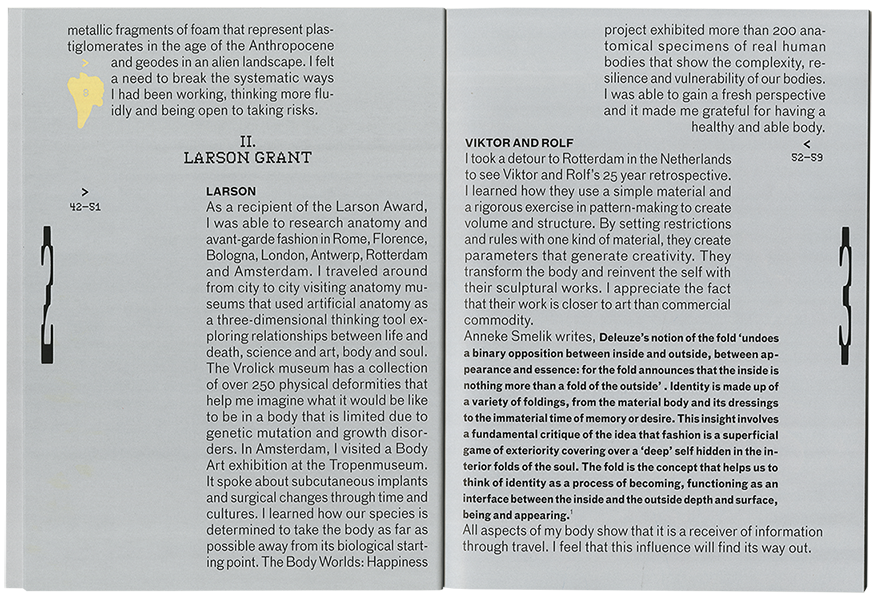 metallic fragments of foam that represent plas-
tiglomerates in the age of the Anthropocene
>
and geodes in an alien landscape. I felt
a need to break the systematic ways
I had been working, thinking more flu-
idly and being open to taking risks.
II.
LARSON GRANT
>
42–51
LARSON
As a recipient of the Larson Award,
I was able to research anatomy and
avant-garde fashion in Rome, Florence,
Bologna, London, Antwerp, Rotterdam
and Amsterdam. I traveled around
from city to city visiting anatomy mu-
seums that used artificial anatomy as
a three-dimensional thinking tool ex-
ploring relationships between life and
death, science and art, body and soul.
The Vrolick museum has a collection
of over 250 physical deformities that
help me imagine what it would be like
to be in a body that is limited due to
genetic mutation and growth disor-
ders. In Amsterdam, I visited a Body
Art exhibition at the Tropenmuseum.
It spoke about subcutaneous implants
and surgical changes through time and
cultures. I learned how our species is
determined to take the body as far as
possible away from its biological start-
ing point. The Body Worlds: Happiness
2
project exhibited more than 200 ana-
tomical specimens of real human
bodies that show the complexity, re-
silience and vulnerability of our bodies.
I was able to gain a fresh perspective
and it made me grateful for having a
healthy and able body.
<
52–59
VIKTOR AND ROLF
I took a detour to Rotterdam in the Netherlands
to see Viktor and Rolf's 25 year retrospective.
I learned how they use a simple material and
a rigorous exercise in pattern-making to create
volume and structure. By setting restrictions
and rules with one kind of material, they create
parameters that generate creativity. They
transform the body and reinvent the self with
their sculptural works. I appreciate the fact
that their work is closer to art than commercial
commodity.
Anneke Smelik writes, Deleuze's notion of the fold 'undoes
a binary opposition between inside and outside, between ap-
pearance and essence: for the fold announces that the inside is
nothing more than a fold of the outside' . Identity is made up of
a variety of foldings, from the material body and its dressings
to the immaterial time of memory or desire. This insight involves
a fundamental critique of the idea that fashion is a superficial
game of exteriority covering over a 'deep' self hidden in the in-
terior folds of the soul. The fold is the concept that helps us to
think of identity as a process of becoming, functioning as an
interface between the inside and the outside depth and surface,
being and appearing.¹
All aspects of my body show that it is a receiver of information
through travel. I feel that this influence will find its way out.
3